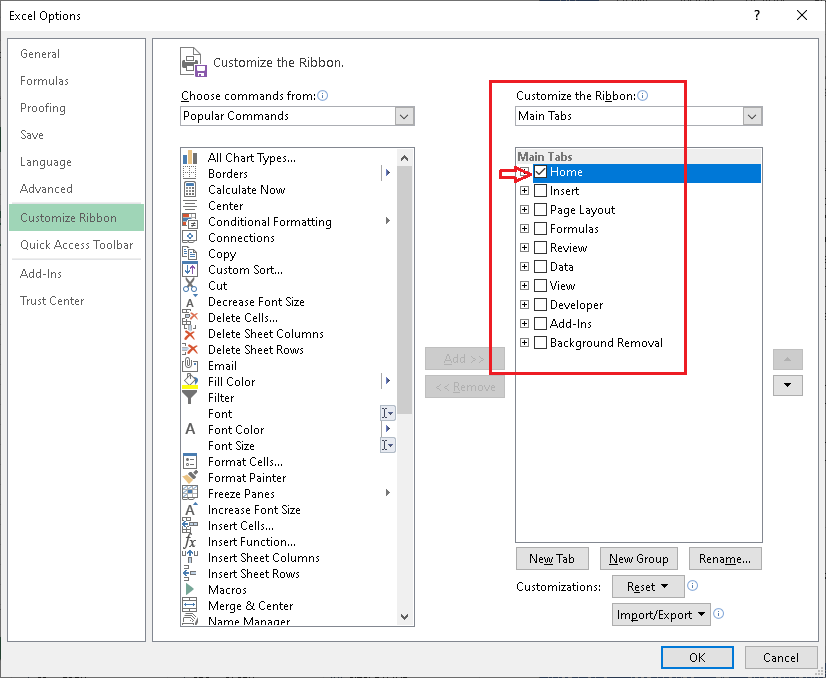 Excel Options
?
General
Formulas
Proofing
Save
Language
Advanced
Customize Ribbon
Quick Access Toolbar
Add-Ins
Trust Center
Customize the Ribbon.
Choose commands from:
Popular Commands
All Chart Types...
Borders
Calculate Now
Center
Conditional Formatting
Connections
Copy
Custom Sort...
Cut
Decrease Font Size
Delete Cells...
Delete Sheet Columns
Delete Sheet Rows
Email
Fill Color
Filter
Font
Font Color
Font Size
Format Cells...
Format Painter
Freeze Panes
Increase Font Size
Insert Cells...
Insert Function...
Insert Sheet Columns
Insert Sheet Rows
Macros
Merge & Center
Name Manager
Add >>
<< Remove
Customize the Ribbon:
Main Tabs
Main Tabs
Home
Insert
Page Layout
Formulas
Review
Data
View
Developer
Add-Ins
Background Removal
New Tab
New Group
Rename...
Customizations:
Reset
Import/Export
OK
Cancel